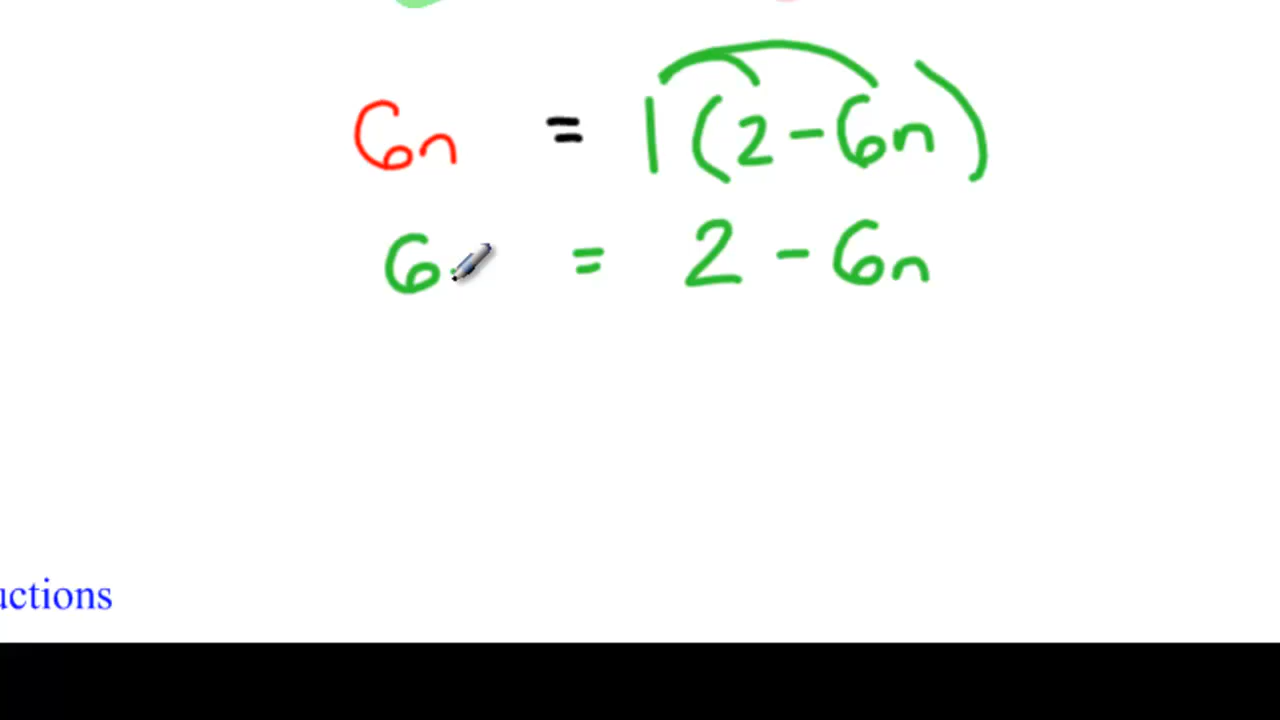 6n = 1(2-6n)
6 = 2-6n
uctions